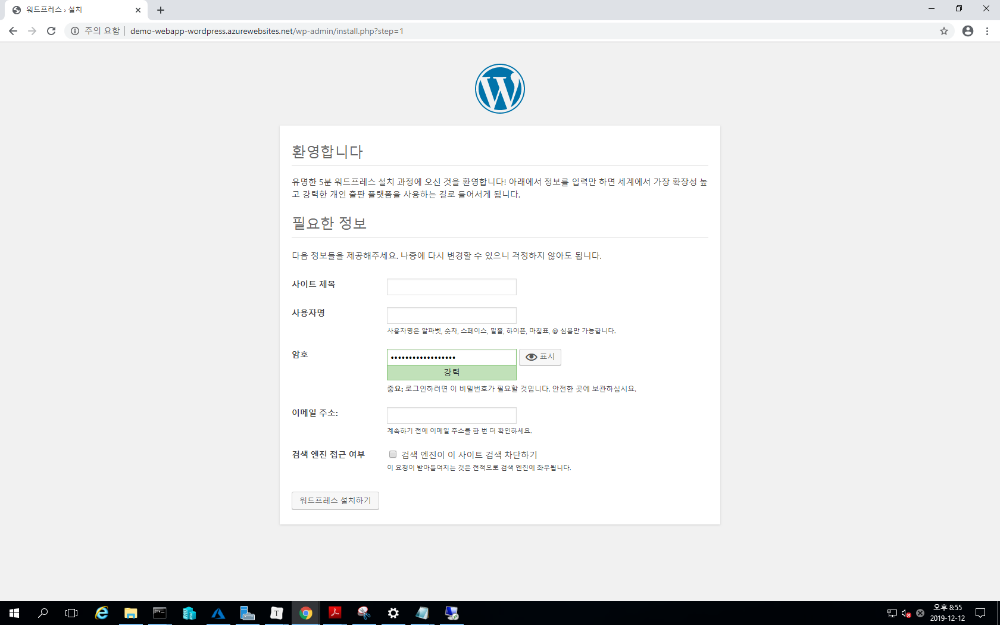 워드프레스 › 설치
주의 요함
demo-webapp-wordpress.azurewebsites.net/wp-admin/install.php?step=1
환영합니다
유명한 5분 워드프레스 설치 과정에 오신 것을 환영합니다! 아래에서 정보를 입력만 하면 세계에서 가장 확장성 높
고 강력한 개인 출판 플랫폼을 사용하는 길로 들어서게 됩니다.
필요한 정보
다음 정보들을 제공해주세요. 나중에 다시 변경할 수 있으니 걱정하지 않아도 됩니다.
사이트 제목
사용자명
사용자명은 알파벳, 숫자, 스페이스, 밑줄, 하이픈, 마침표, @ 심볼만 가능합니다.
암호
••••••••••••••••••
표시
강력
중요: 로그인하려면 이 비밀번호가 필요할 것입니다. 안전한 곳에 보관하십시요.
이메일 주소:
계속하기 전에 이메일 주소를 한 번 더 확인하세요.
검색 엔진 접근 여부
검색 엔진이 이 사이트 검색 차단하기
이 요청이 받아들여지는 것은 전적으로 검색 엔진에 좌우됩니다.
워드프레스 설치하기
오후 8:55
2019-12-12